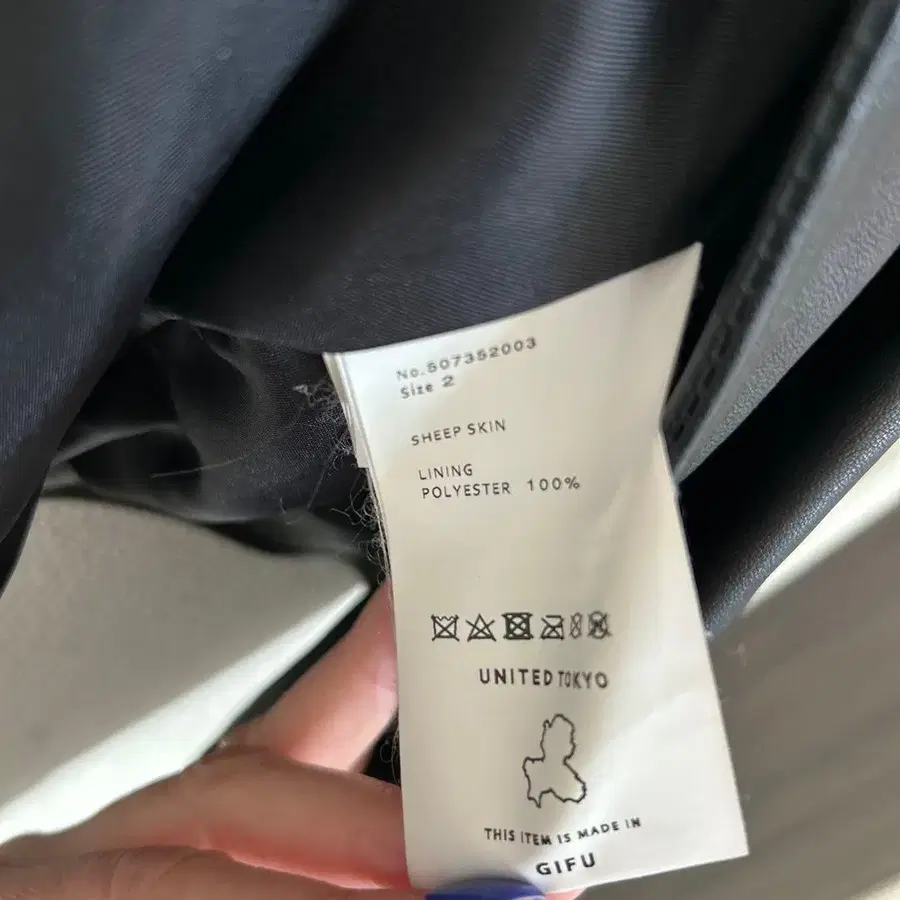 No.507352003
Size 2
SHEEP SKIN
LINING
POLYESTER 100%
UNITED TOKYO
THIS ITEM IS MADE IN
GIFU